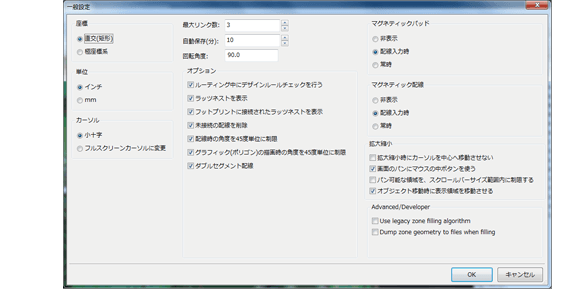 一般設定
座標
直交(矩形)
極座標系
単位
インチ
mm
カーソル
小十字
フルスクリーンカーソルに変更
最大リンク数: 3
自動保存(分): 10
回転角度: 90.0
オプション
ルーティング中にデザインルールチェックを行う
ラッツネストを表示
フットプリントに接続されたラッツネストを表示
未接続の配線を削除
配線時の角度を45度単位に制限
グラフィック(ポリゴン)の描画時の角度を45度単位に制限
ダブルセグメント配線
マグネティックパッド
非表示
配線入力時
常時
マグネティック配線
非表示
配線入力時
常時
拡大縮小
拡大縮小時にカーソルを中心へ移動させない
画面のパンにマウスの中ボタンを使う
パン可能な領域を、スクロールバーサイズ範囲内に制限する
オブジェクト移動時に表示領域を移動させる
Advanced/Developer
Use legacy zone filling algorithm
Dump zone geometry to files when filling
OK
キャンセル